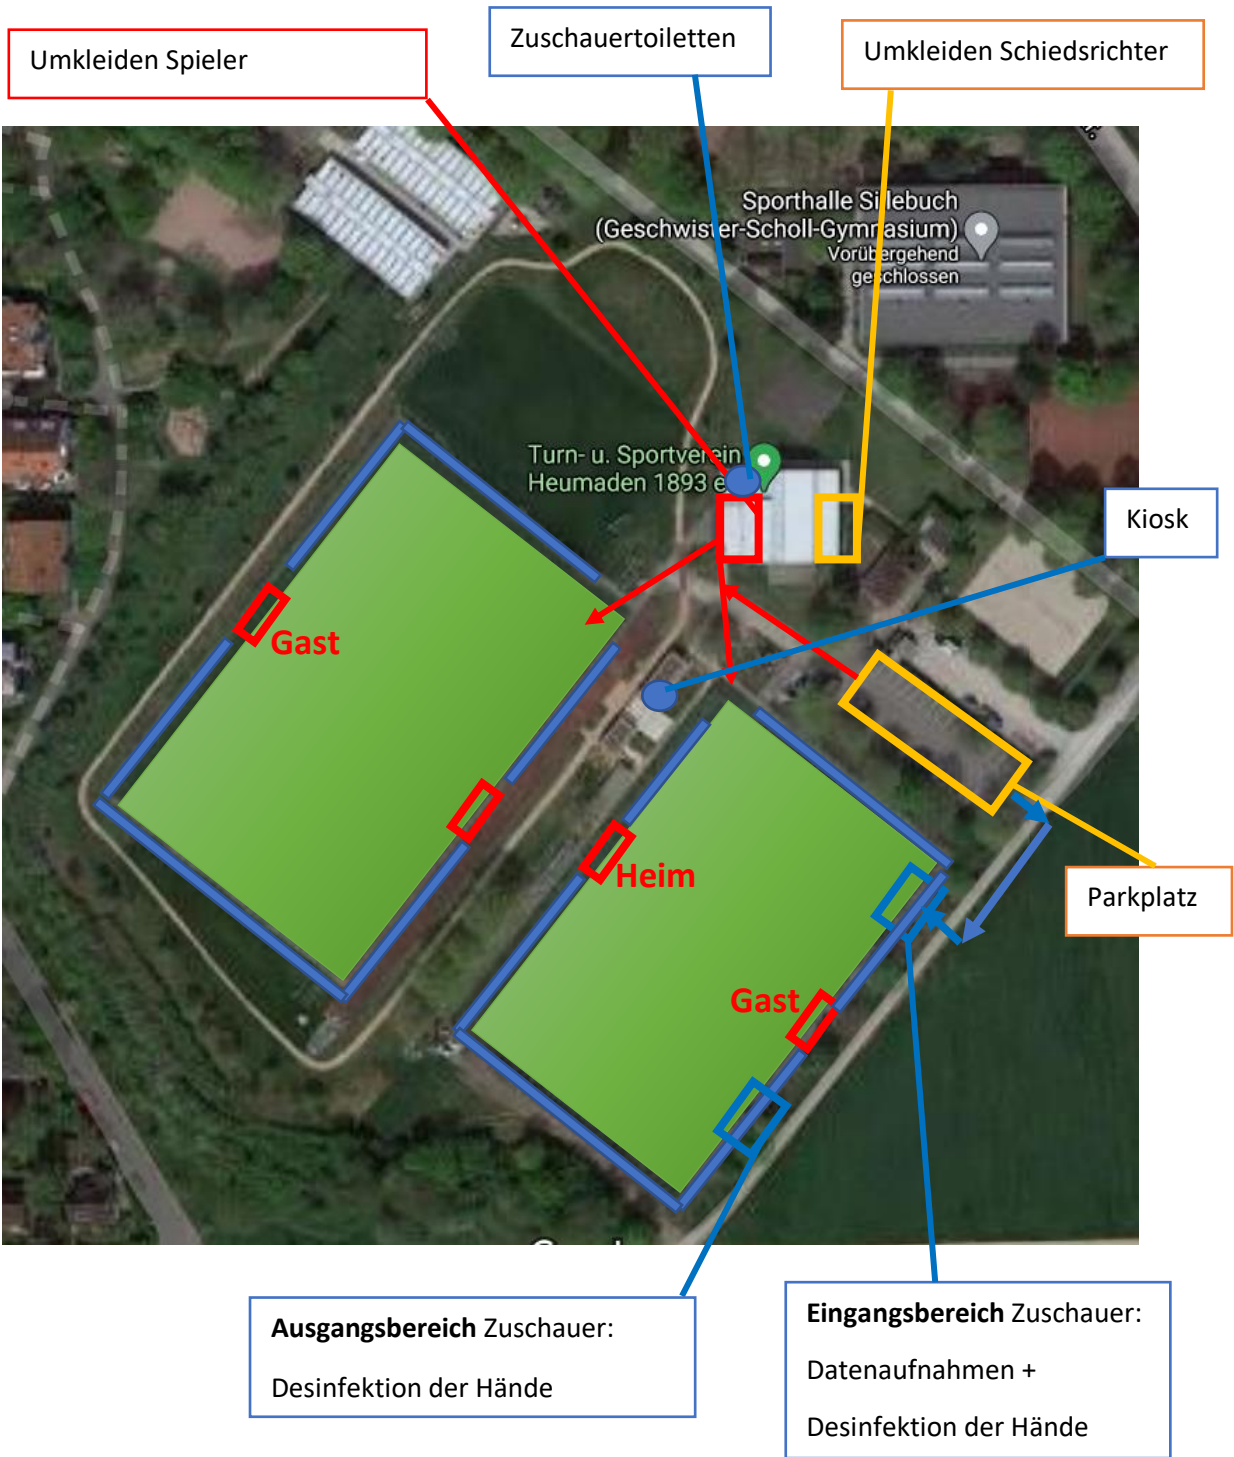 Umkleiden Spieler
Zuschauertoiletten
Umkleiden Schiedsrichter
Sporthalle Sillebuch
(Geschwister-Scholl-Gymnasium)
Vorübergehend
geschlossen
Turn- u. Sportverein
Heumaden 1893 e
Kiosk
Gast
Heim
Parkplatz
Gast
Ausgangsbereich Zuschauer:
Desinfektion der Hände
Eingangsbereich Zuschauer:
Datenaufnahmen +
Desinfektion der Hände